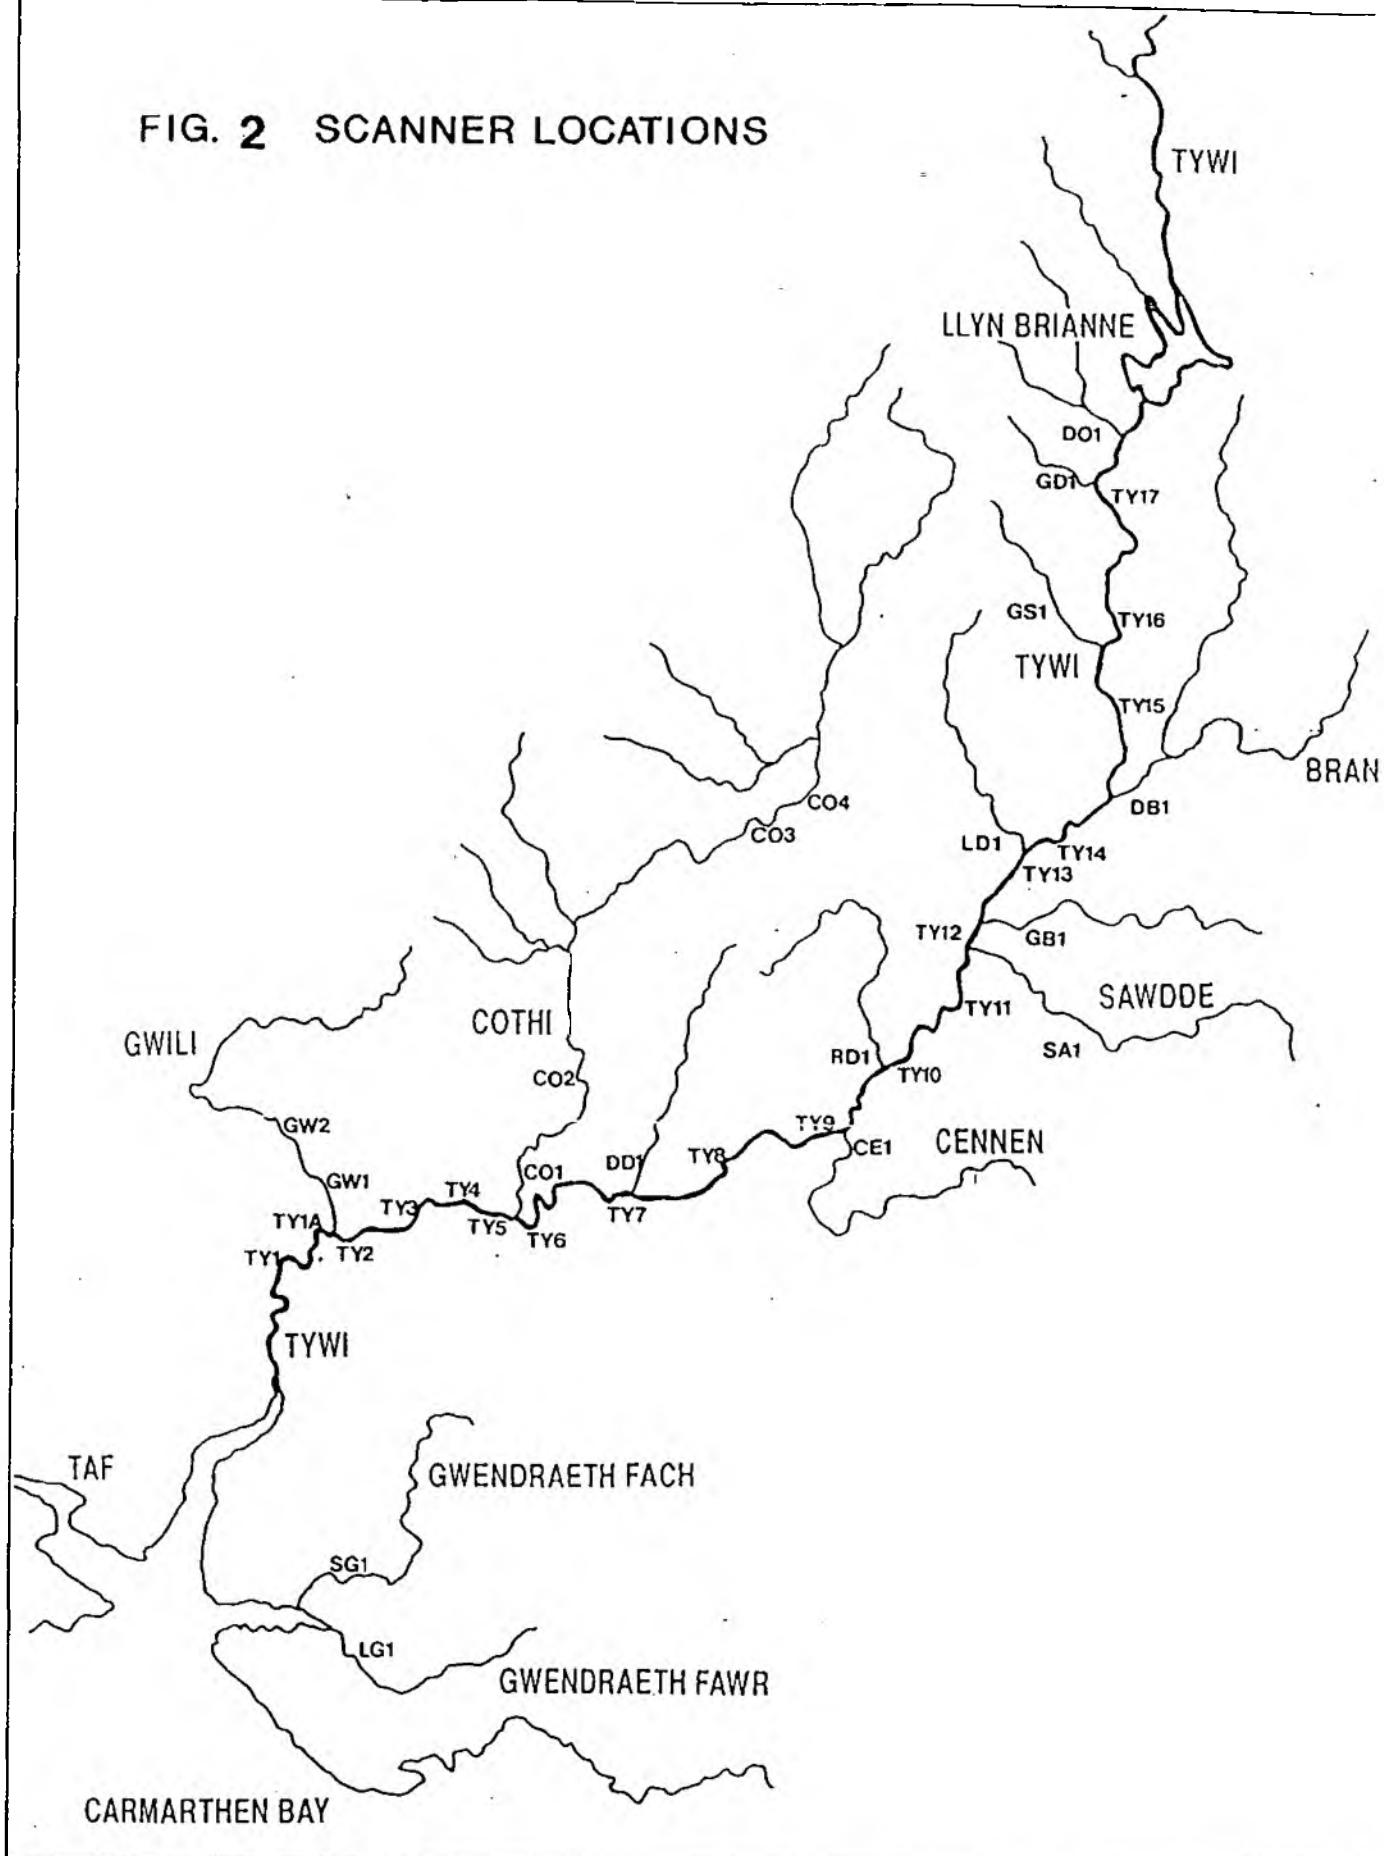 FIG. 2 SCANNER LOCATIONS
TYWI
LLYN BRIANNE
DO1
GD1
TY17
GS1
TY16
TYWI
TY15
BRAN
DB1
CO4
CO3
LD1
TY14
TY13
TY12
GB1
SAWDDE
TY11
SA1
COTHI
GWILI
RD1
TY10
CO2
GW2
TY9
CE1
CENNEN
TY8
DD1
CO1
GW1
TY4
TY3
TY7
TY1A
TY5
TY6
TY1
TY2
TYWI
TAF
GWENDRAETH FACH
SG1
LG1
GWENDRAETH FAWR
CARMARTHEN BAY